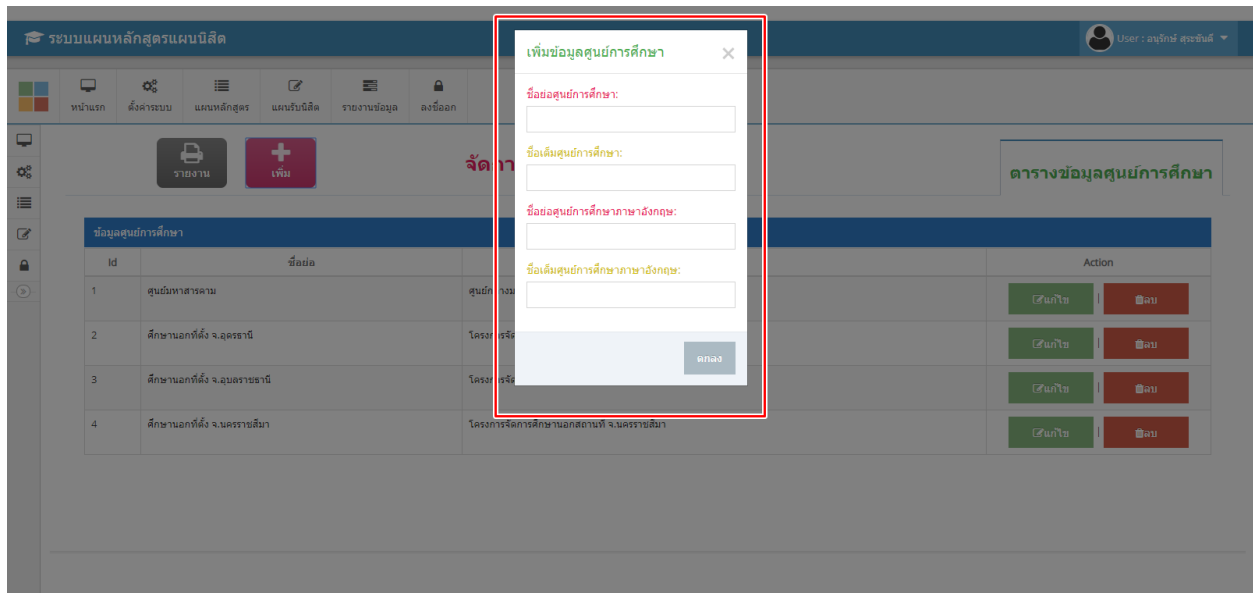 ระบบแผนหลักสูตรแผนนิสิต
User : อนุรักษ์ สุระขันต์
หน้าแรก ตั้งค่าระบบ แผนหลักสูตร แผนรับนิสิต รายงานข้อมูล ลงชื่อออก
รายงาน เพิ่ม
จัดการ
ตารางข้อมูลศูนย์การศึกษา
เพิ่มข้อมูลศูนย์การศึกษา ×
ชื่อย่อศูนย์การศึกษา:
ชื่อเต็มศูนย์การศึกษา:
ชื่อย่อศูนย์การศึกษาภาษาอังกฤษ:
ชื่อเต็มศูนย์การศึกษาภาษาอังกฤษ:
ตกลง
ข้อมูลศูนย์การศึกษา
Id ชื่อย่อ Action
1 ศูนย์มหาสารคาม แก้ไข | ลบ
2 ศึกษานอกที่ตั้ง จ.อุดรธานี แก้ไข | ลบ
3 ศึกษานอกที่ตั้ง จ.อุบลราชธานี แก้ไข | ลบ
4 ศึกษานอกที่ตั้ง จ.นครราชสีมา โครงการจัดการศึกษานอกสถานที่ จ.นครราชสีมา แก้ไข | ลบ